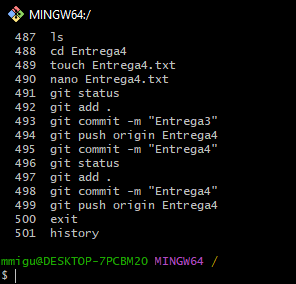 MINGW64:/
487 ls
488 cd Entrega4
489 touch Entrega4.txt
490 nano Entrega4.txt
491 git status
492 git add .
493 git commit -m "Entrega3"
494 git push origin Entrega4
495 git commit -m "Entrega4"
496 git status
497 git add .
498 git commit -m "Entrega4"
499 git push origin Entrega4
500 exit
501 history
mmigu@DESKTOP-7PCBM2O MINGW64 /
$